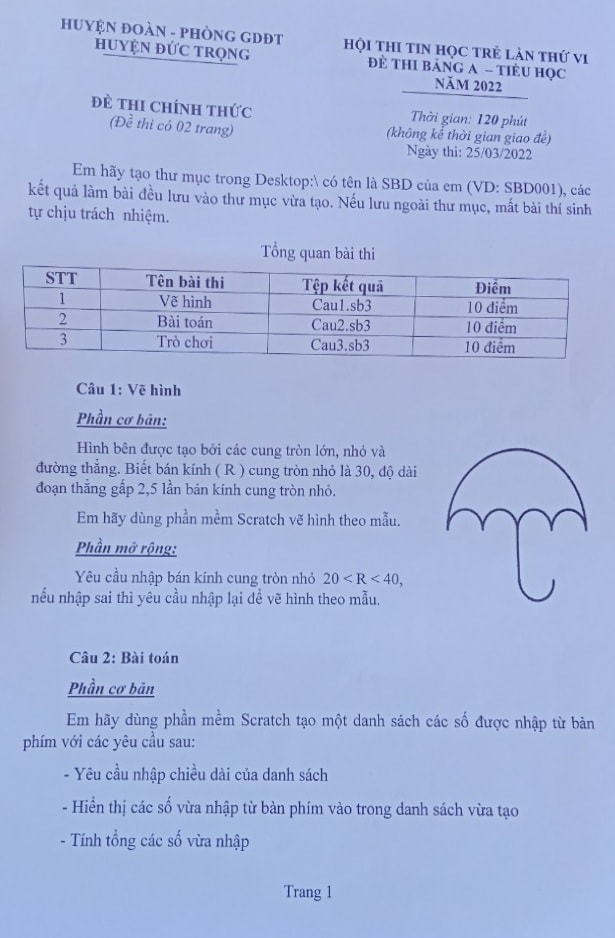 HUYỆN ĐOÀN - PHÒNG GDĐT
HUYỆN ĐỨC TRỌNG
HỘI THI TIN HỌC TRẺ LẦN THỨ VI
ĐỀ THI BẢNG A – TIỂU HỌC
NĂM 2022
ĐỀ THI CHÍNH THỨC
(Đề thi có 02 trang)
Thời gian: 120 phút
(không kể thời gian giao đề)
Ngày thi: 25/03/2022
Em hãy tạo thư mục trong Desktop:\ có tên là SBD của em (VD: SBD001), các
kết quả làm bài đều lưu vào thư mục vừa tạo. Nếu lưu ngoài thư mục, mất bài thí sinh
tự chịu trách nhiệm.
Tổng quan bài thi
STT Tên bài thi Tệp kết quả Điểm
1 Vẽ hình Cau1.sb3 10 điểm
2 Bài toán Cau2.sb3 10 điểm
3 Trò chơi Cau3.sb3 10 điểm
Câu 1: Vẽ hình
Phần cơ bản:
Hình bên được tạo bởi các cung tròn lớn, nhỏ và
đường thẳng. Biết bán kính ( R ) cung tròn nhỏ là 30, độ dài
đoạn thẳng gấp 2,5 lần bán kính cung tròn nhỏ.
Em hãy dùng phần mềm Scratch vẽ hình theo mẫu.
Phần mở rộng:
Yêu cầu nhập bán kính cung tròn nhỏ 20 < R < 40,
nếu nhập sai thì yêu cầu nhập lại để vẽ hình theo mẫu.
Câu 2: Bài toán
Phần cơ bản
Em hãy dùng phần mềm Scratch tạo một danh sách các số được nhập từ bàn
phím với các yêu cầu sau:
- Yêu cầu nhập chiều dài của danh sách
- Hiển thị các số vừa nhập từ bàn phím vào trong danh sách vừa tạo
- Tính tổng các số vừa nhập
Trang 1